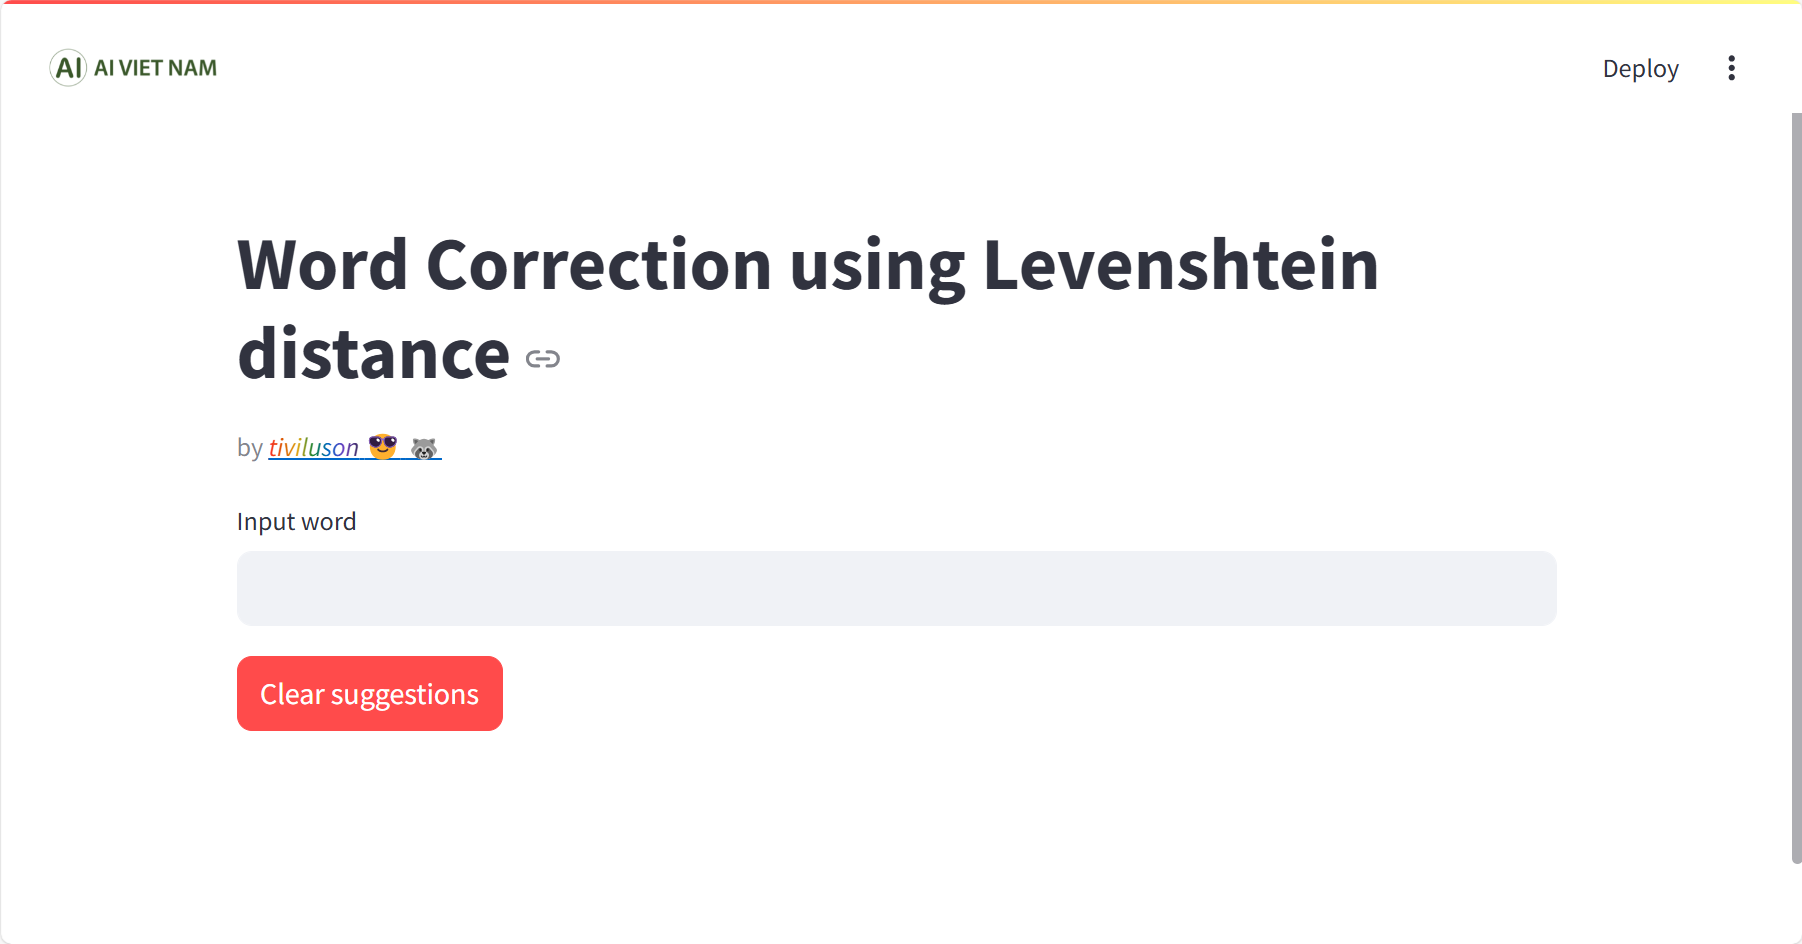 AI AI VIET NAM
Deploy
Word Correction using Levenshtein
distance
by tiviluson 😎 🦝
Input word
Clear suggestions